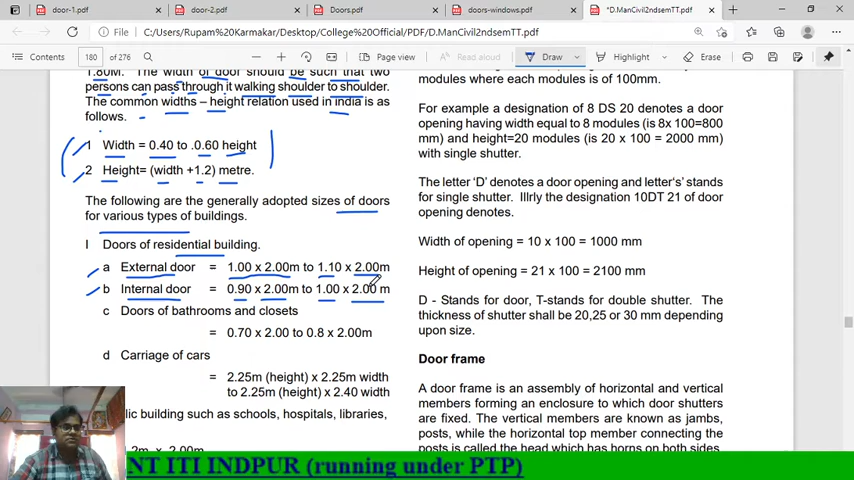 door-1.pdf
door-2.pdf
Doors.pdf
doors-windows.pdf
*D.ManCivil2ndsemTT.pdf
File
C:/Users/Rupam%20Karmakar/Desktop/College%20Official/PDF/D.ManCivil2ndsemTT.pdf
Contents
180 of 276
Page view
Draw
Highlight
Erase
1.80M. The width of door should be such that two
persons can pass through it walking shoulder to shoulder.
The common widths – height relation used in india is as
follows.
1 Width = 0.40 to .0.60 height
2 Height= (width +1.2) metre.
The following are the generally adopted sizes of doors
for various types of buildings.
I Doors of residential building.
a External door = 1.00 x 2.00m to 1.10 x 2.00m
b Internal door = 0.90 x 2.00m to 1.00 x 2.00 m
c Doors of bathrooms and closets
= 0.70 x 2.00 to 0.8 x 2.00m
d Carriage of cars
= 2.25m (height) x 2.25m width
to 2.25m (height) x 2.40 width
lic building such as schools, hospitals, libraries,
2m x 2.00m
modules where each modules is of 100mm.
For example a designation of 8 DS 20 denotes a door
opening having width equal to 8 modules (is 8x 100=800
mm) and height=20 modules (is 20 x 100 = 2000 mm)
with single shutter.
The letter 'D' denotes a door opening and letter's' stands
for single shutter. Illrly the designation 10DT 21 of door
opening denotes.
Width of opening = 10 x 100 = 1000 mm
Height of opening = 21 x 100 = 2100 mm
D - Stands for door, T-stands for double shutter. The
thickness of shutter shall be 20,25 or 30 mm depending
upon size.
Door frame
A door frame is an assembly of horizontal and vertical
members forming an enclosure to which door shutters
are fixed. The vertical members are known as jambs,
posts, while the horizontal top member connecting the
posts is called the head which has horns on both sides.
NT ITI INDPUR (running under PTP)